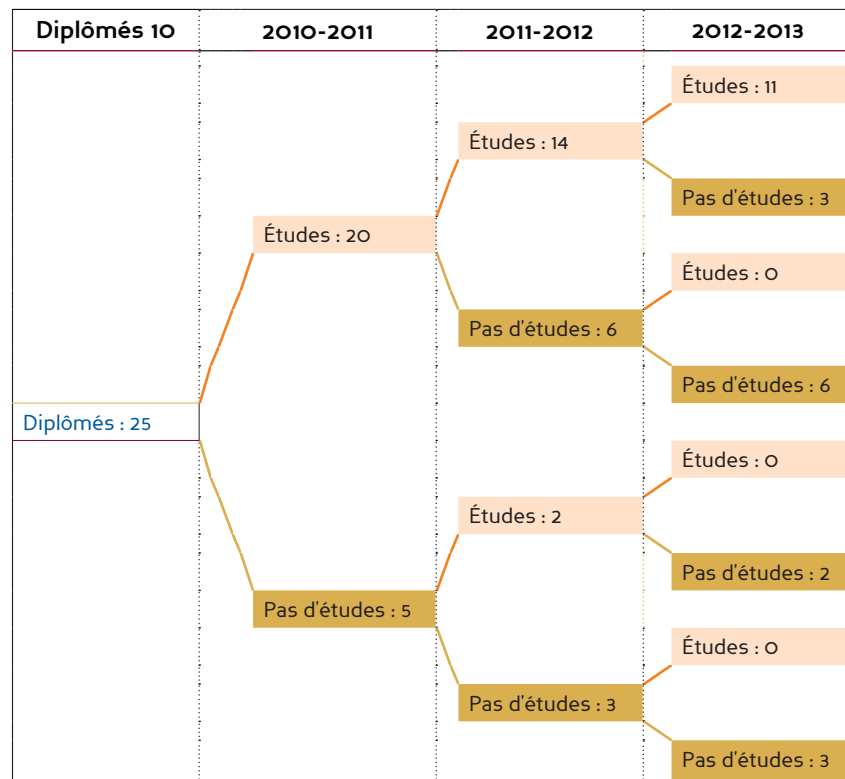 Diplômés 10 2010-2011 2011-2012 2012-2013
Études : 11
Études : 14
Pas d'études : 3
Études : 20
Études : 0
Pas d'études : 6
Pas d'études : 6
Diplômés : 25
Études : 0
Études : 2
Pas d'études : 2
Pas d'études : 5
Études : 0
Pas d'études : 3
Pas d'études : 3